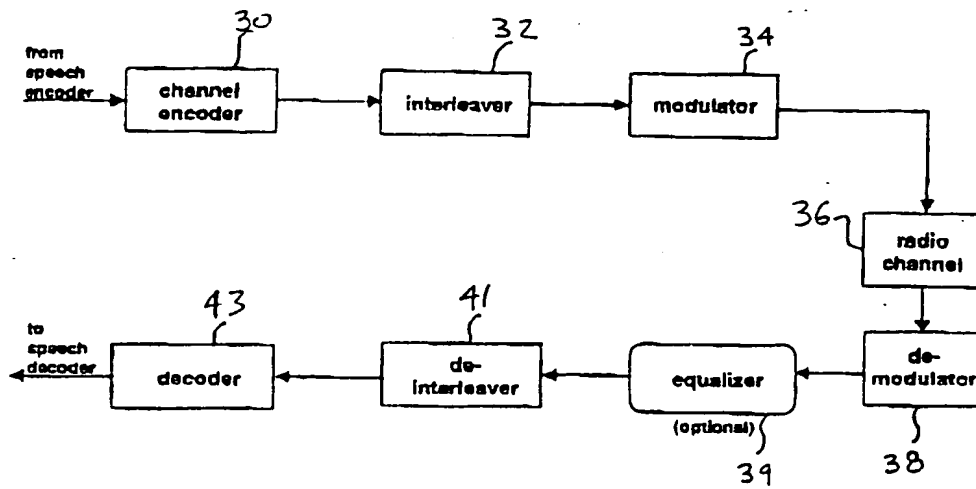 30
32
34
from
speech
encoder
channel
encoder
interleaver
modulator
36
radio
channel
43
41
to
speech
decoder
decoder
de-
interleaver
equalizer
de-
modulator
(optional)
39
38